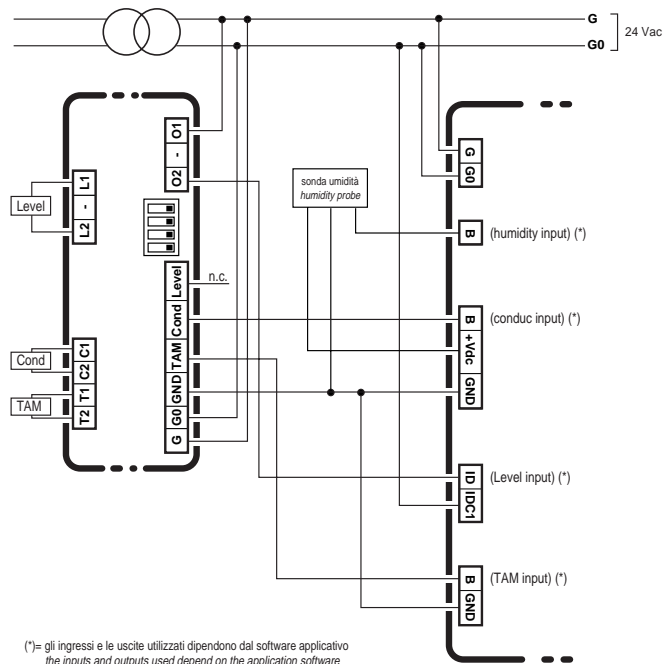 G
G0
24 Vac
O1
-
O2
L1
-
L2
Level
sonda umidità
humidity probe
G
G0
B
(humidity input) (*)
n.c.
Level
Cond
TAM
GND
G0
G
B
+Vdc
GND
(conduc input) (*)
Cond
TAM
C1
C2
T1
T2
ID
IDC1
(Level input) (*)
B
GND
(TAM input) (*)
(*)= gli ingressi e le uscite utilizzati dipendono dal software applicativo
the inputs and outputs used depend on the application software